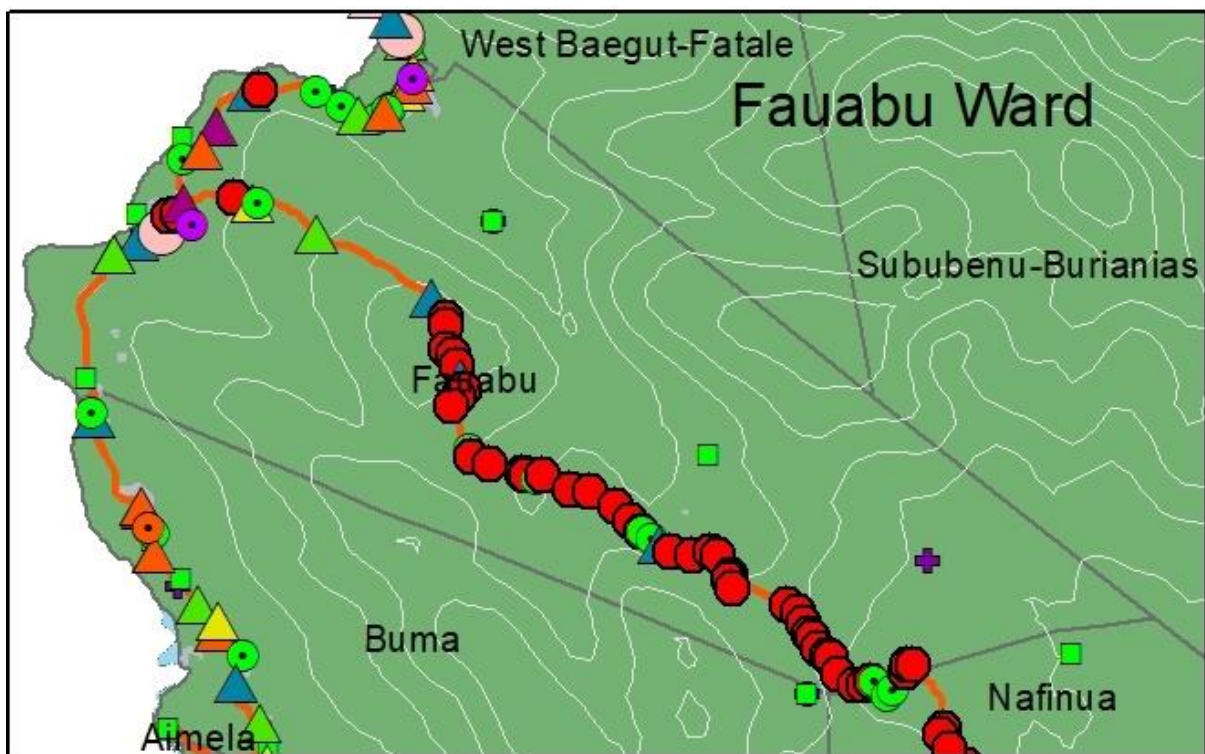 West Baegut-Fatale
Fauabu Ward
Sububenu-Burianias
Fauabu
Buma
Nafinua
Aimela